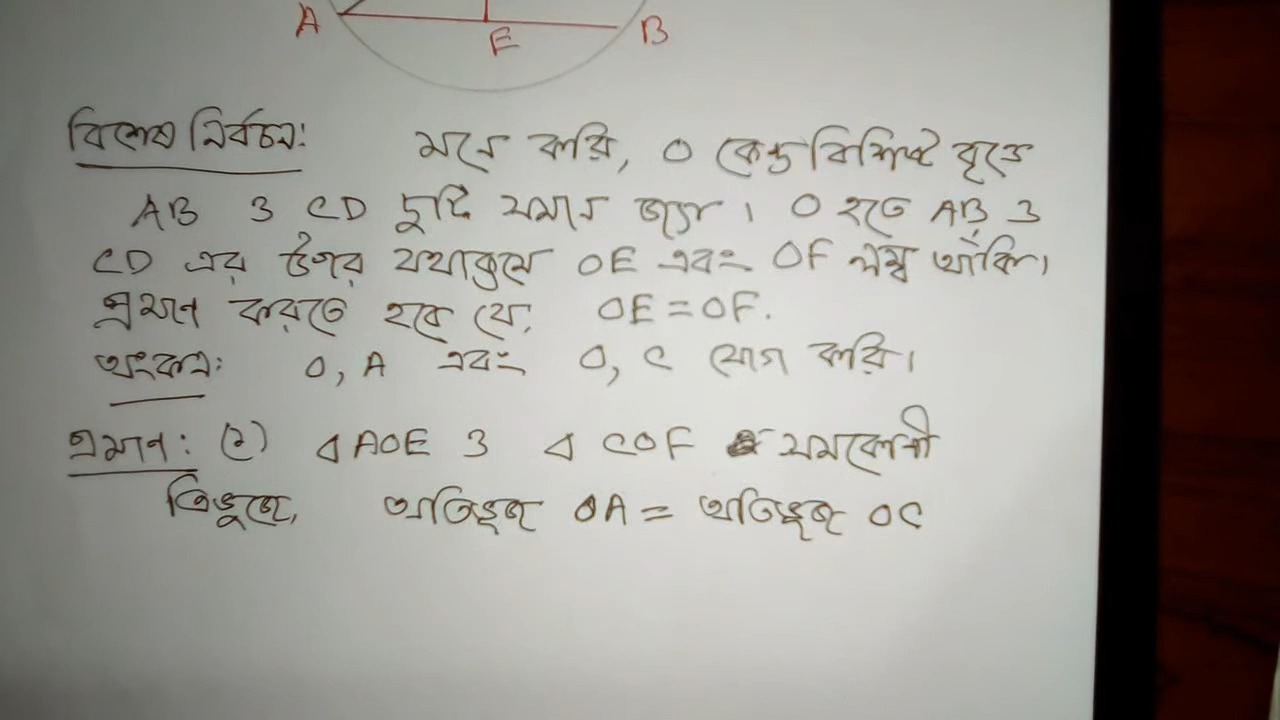 A E B
বিশেষ নির্বচন: মনে করি, O কেন্দ্র বিশিষ্ট বৃত্তে
AB ও CD দুটি সমান জ্যা। O হতে AB ও
CD এর উপর যথাক্রমে OE এবং OF লম্ব আঁকি।
প্রমান করতে হবে যে, OE = OF.
অংকন: O, A এবং O, C যোগ করি।
প্রমান: (১) ⊿ AOE ও ⊿ COF সমকোনী
ত্রিভুজে, অতিভুজ OA = অতিভুজ OC